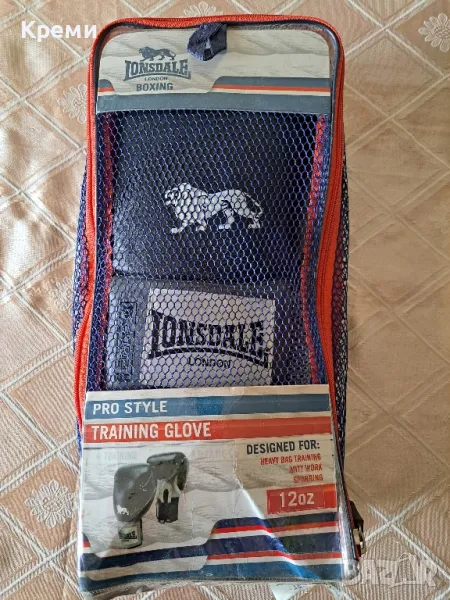 Креми
LONSDALE
LONDON
BOXING
LONSDALE
LONDON
PRO STYLE
TRAINING GLOVE
DESIGNED FOR:
HEAVY BAG TRAINING
MITT WORK
SPARRING
12oz
BAZAR